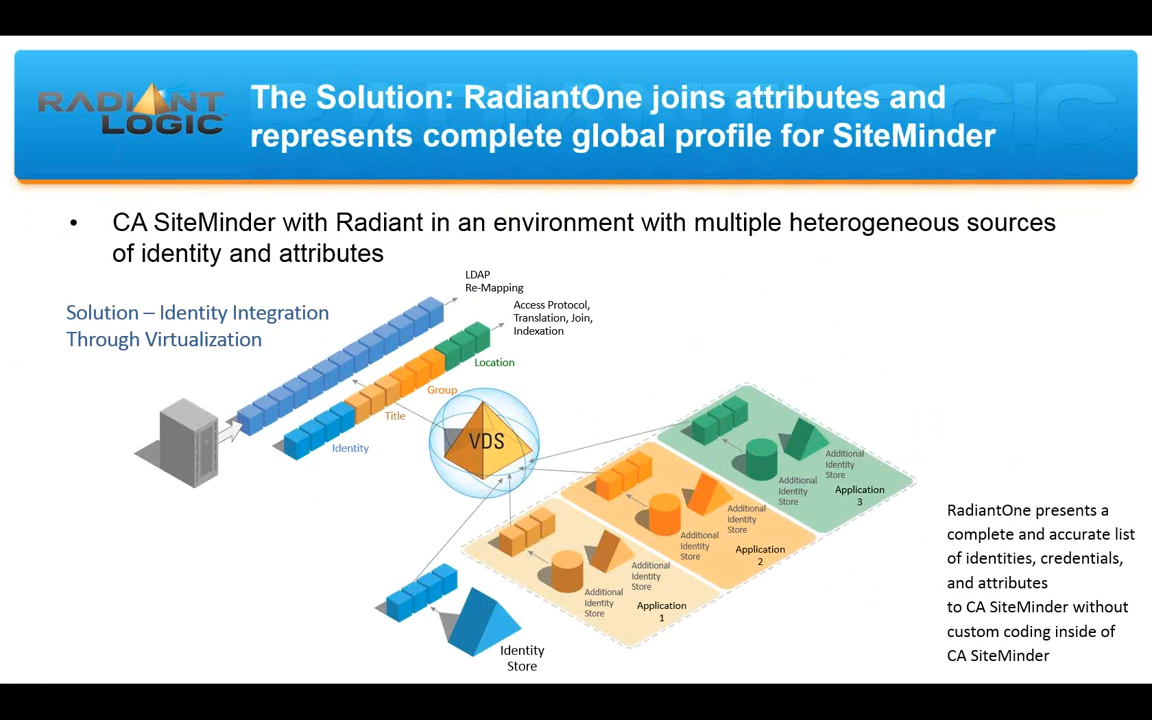 RADIANT
LOGIC
The Solution: RadiantOne joins attributes and
represents complete global profile for SiteMinder
• CA SiteMinder with Radiant in an environment with multiple heterogeneous sources
of identity and attributes
Solution – Identity Integration
Through Virtualization
LDAP
Re-Mapping
Access Protocol,
Translation, Join,
Indexation
Location
Group
Title
Identity
VDS
Additional
Identity
Store
Additional
Identity
Store
Application
3
Additional
Identity
Store
Additional
Identity
Store
Application
2
Additional
Identity
Store
Additional
Identity
Store
Application
1
Identity
Store
RadiantOne presents a
complete and accurate list
of identities, credentials,
and attributes
to CA SiteMinder without
custom coding inside of
CA SiteMinder